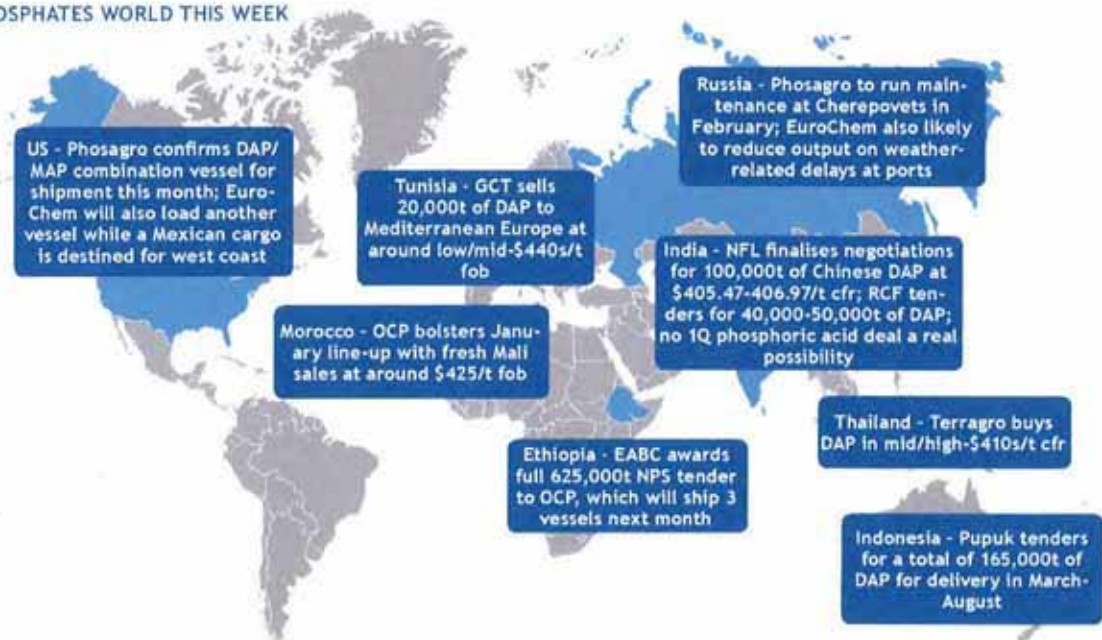 OSPHATES WORLD THIS WEEK
US - Phosagro confirms DAP/
MAP combination vessel for
shipment this month; Euro-
Chem will also load another
vessel while a Mexican cargo
is destined for west coast
Tunisia - GCT sells
20,000t of DAP to
Mediterranean Europe at
around low/mid-$440s/t
fob
Russia - Phosagro to run main-
tenance at Cherepovets in
February; EuroChem also likely
to reduce output on weather-
related delays at ports
India - NFL finalises negotiations
for 100,000t of Chinese DAP at
$405.47-406.97/t cfr; RCF ten-
ders for 40,000-50,000t of DAP;
no 1Q phosphoric acid deal a real
possibility
Morocco - OCP bolsters Janu-
ary line-up with fresh Mali
sales at around $425/t fob
Ethiopia - EABC awards
full 625,000t NPS tender
to OCP, which will ship 3
vessels next month
Thailand - Terragro buys
DAP in mid/high-$410s/t cfr
Indonesia - Pupuk tenders
for a total of 165,000t of
DAP for delivery in March-
August